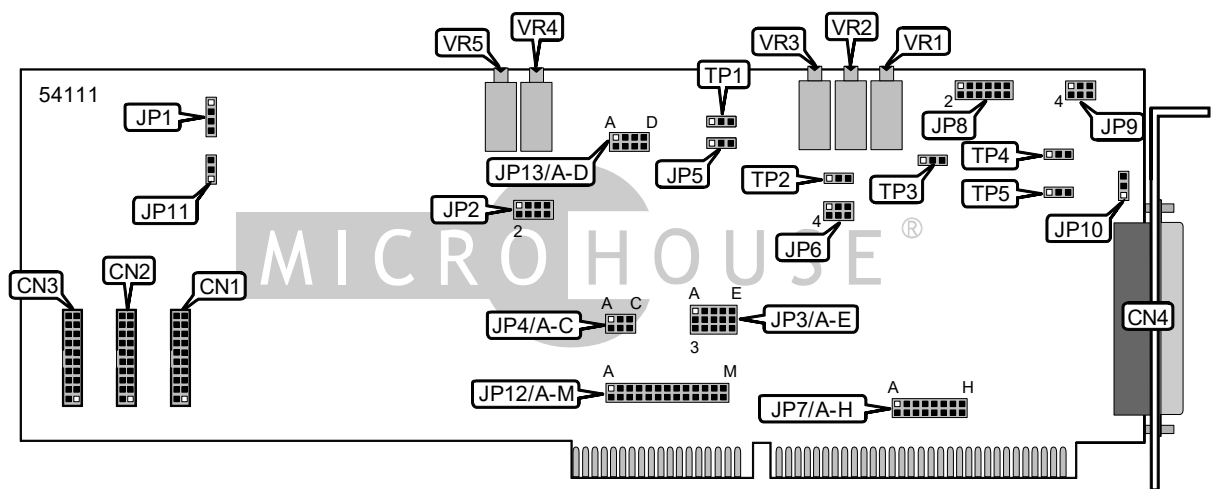 VR5 VR4 VR3 VR2 VR1
TP1
54111
JP1
A D
2
JP8
4
JP9
JP13/A-D
JP5
TP2
TP3
TP4
JP11
TP5
JP2
2
4
JP6
JP10
MICROHOUSE®
CN3 CN2 CN1
CN4
A C
JP4/A-C
A E
JP3/A-E
3
A M
JP12/A-M
A H
JP7/A-H